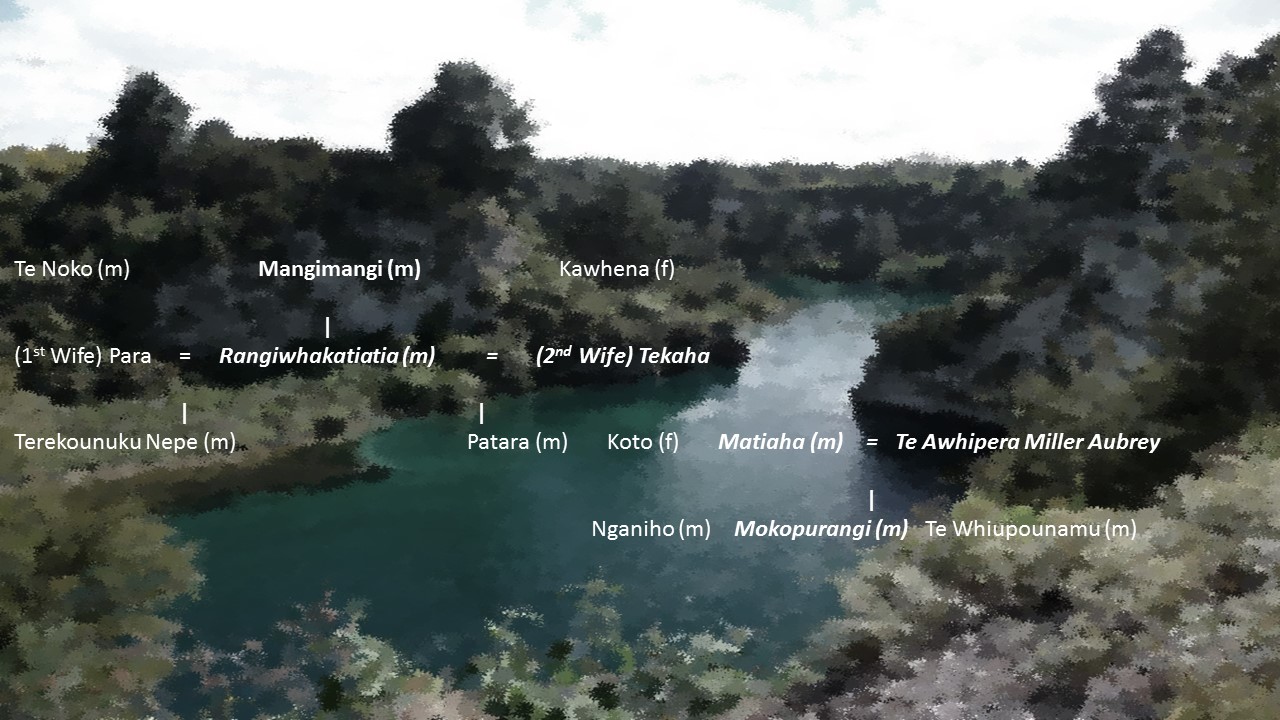 Te Noko (m) Mangimangi (m) Kawhena (f)
|
(1st Wife) Para = Rangiwhakatiatia (m) = (2nd Wife) Tekaha
| |
Terekounuku Nepe (m) Patara (m) Koto (f) Matiaha (m) = Te Awhipera Miller Aubrey
|
Nganiho (m) Mokopurangi (m) Te Whiupounamu (m)